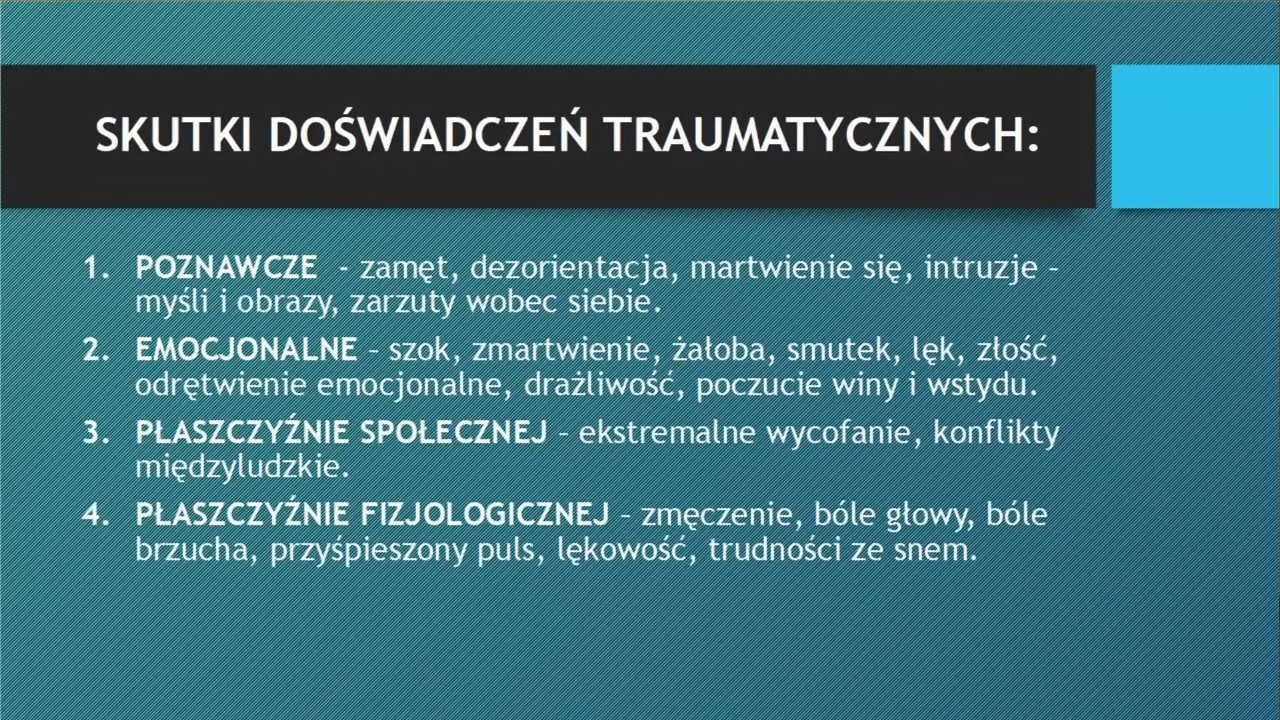 SKUTKI DOŚWIADCZEŃ TRAUMATYCZNYCH:
1. POZNAWCZE - zamęt, dezorientacja, martwienie się, intruzje –
myśli i obrazy, zarzuty wobec siebie.
2. EMOCJONALNE – szok, zmartwienie, żałoba, smutek, lęk, złość,
odrętwienie emocjonalne, drażliwość, poczucie winy i wstydu.
3. PŁASZCZYŹNIE SPOŁECZNEJ – ekstremalne wycofanie, konflikty
międzyludzkie.
4. PŁASZCZYŹNIE FIZJOLOGICZNEJ – zmęczenie, bóle głowy, bóle
brzucha, przyśpieszony puls, lękowość, trudności ze snem.